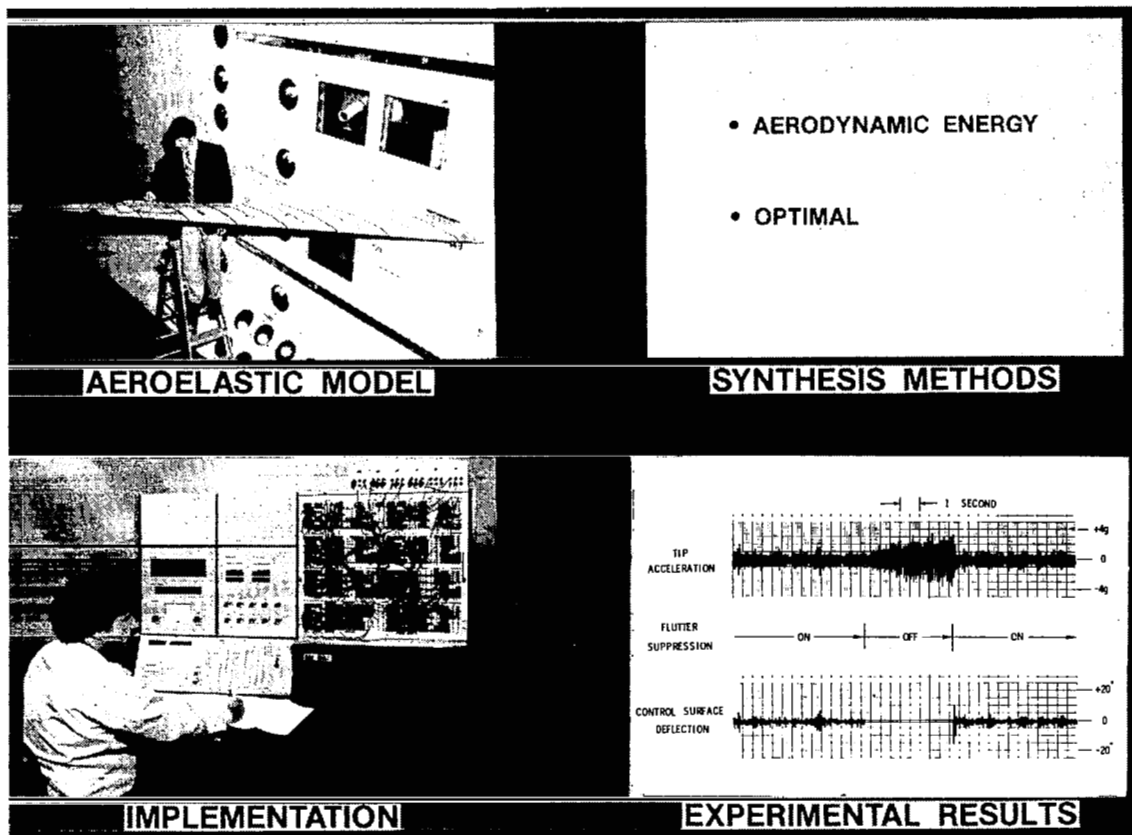 • AERODYNAMIC ENERGY
• OPTIMAL
AEROELASTIC MODEL
SYNTHESIS METHODS
1 SECOND
+4g
TIP
ACCELERATION
0
-4g
FLUTTER
SUPPRESSION
ON
OFF
ON
+20°
CONTROL SURFACE
DEFLECTION
0
-20°
IMPLEMENTATION
EXPERIMENTAL RESULTS